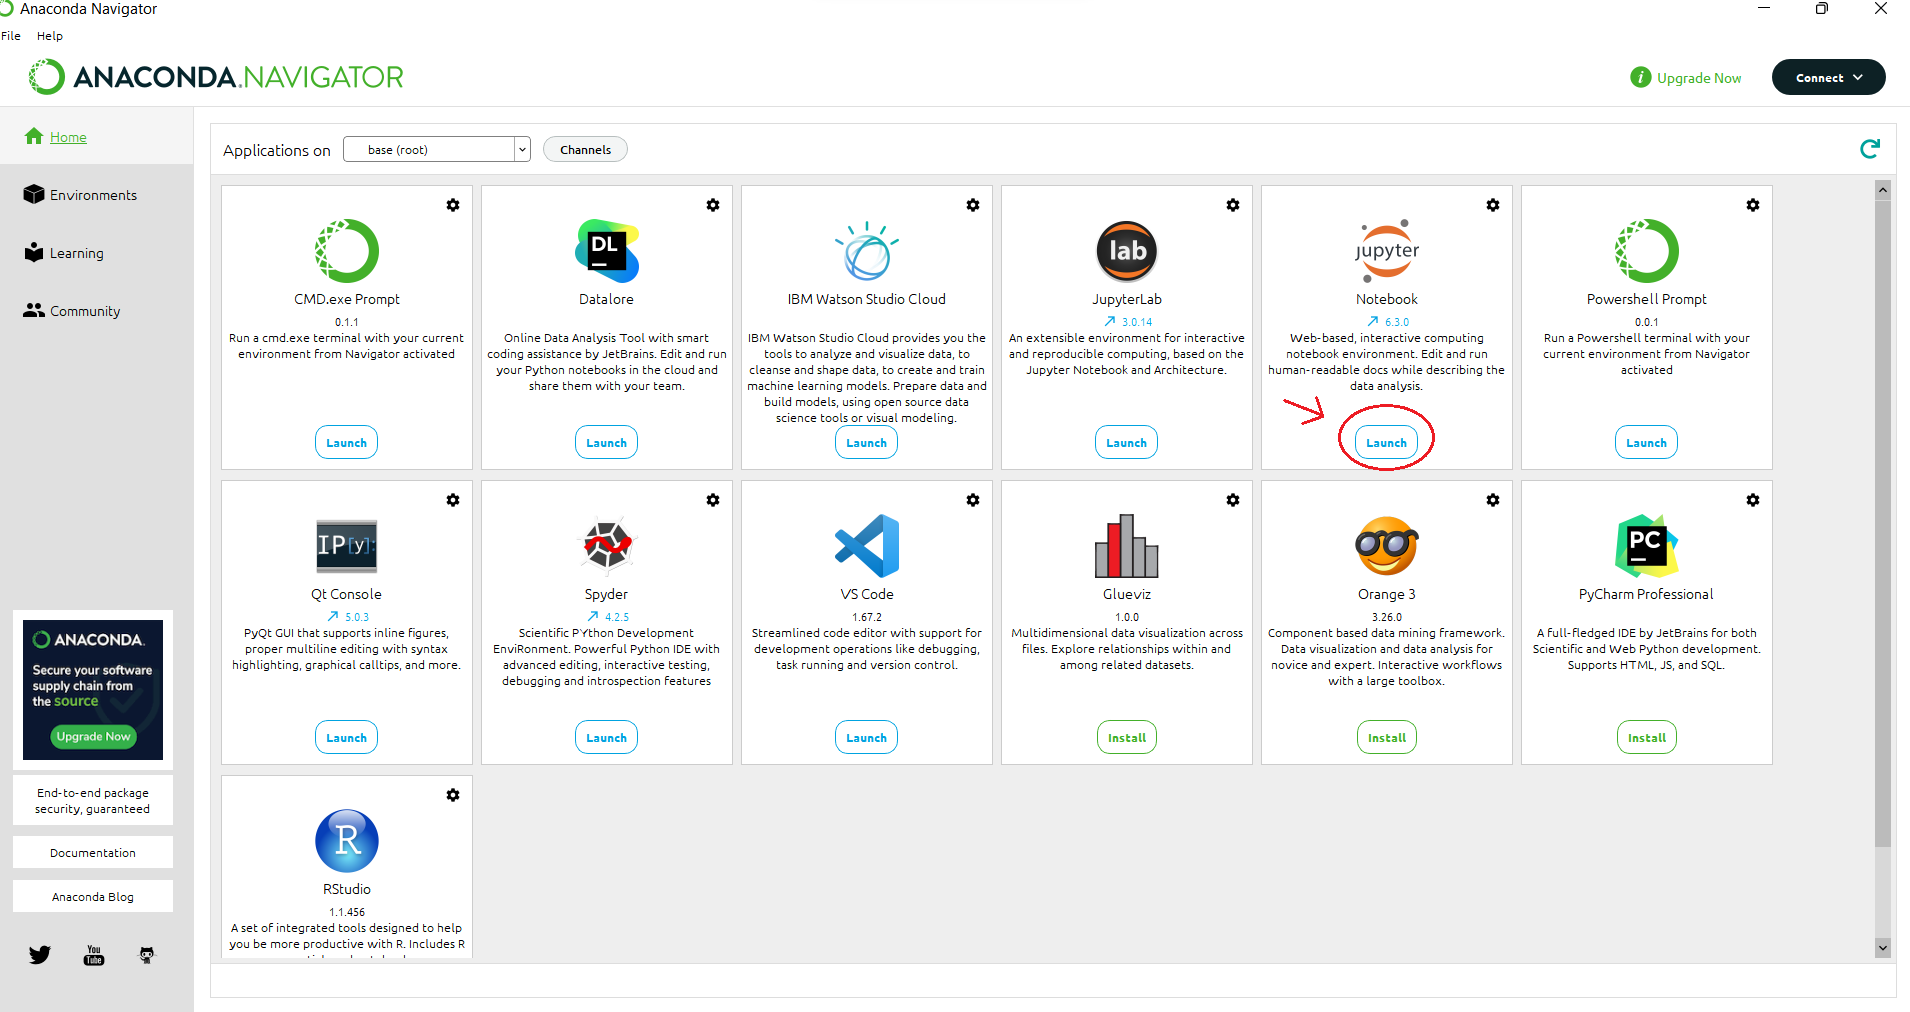 Anaconda Navigator
File Help
ANACONDA.NAVIGATOR
Upgrade Now
Connect
Home
Environments
Learning
Community
Applications on base (root) Channels
CMD.exe Prompt
0.1.1
Run a cmd.exe terminal with your current
environment from Navigator activated
Launch
DL
Datalore
Online Data Analysis Tool with smart
coding assistance by JetBrains. Edit and run
your Python notebooks in the cloud and
share them with your team.
Launch
IBM Watson Studio Cloud
IBM Watson Studio Cloud provides you the
tools to analyze and visualize data, to
cleanse and shape data, to create and train
machine learning models. Prepare data and
build models, using open source data
science tools or visual modeling.
Launch
lab
JupyterLab
3.0.14
An extensible environment for interactive
and reproducible computing, based on the
Jupyter Notebook and Architecture.
Launch
jupyter
Notebook
6.3.0
Web-based, interactive computing
notebook environment. Edit and run
human-readable docs while describing the
data analysis.
Launch
Powershell Prompt
0.0.1
Run a Powershell terminal with your
current environment from Navigator
activated
Launch
IP[y]:
Qt Console
5.0.3
PyQt GUI that supports inline figures,
proper multiline editing with syntax
highlighting, graphical calltips, and more.
Launch
Spyder
4.2.5
Scientific PYthon Development
EnviRonment. Powerful Python IDE with
advanced editing, interactive testing,
debugging and introspection features
Launch
VS Code
1.67.2
Streamlined code editor with support for
development operations like debugging,
task running and version control.
Launch
Glueviz
1.0.0
Multidimensional data visualization across
files. Explore relationships within and
among related datasets.
Install
Orange 3
3.26.0
Component based data mining framework.
Data visualization and data analysis for
novice and expert. Interactive workflows
with a large toolbox.
Install
PC
PyCharm Professional
A full-fledged IDE by JetBrains for both
Scientific and Web Python development.
Supports HTML, JS, and SQL.
Install
R
RStudio
1.1.456
A set of integrated tools designed to help
you be more productive with R. Includes R
ANACONDA.
Secure your software
supply chain from
the source
Upgrade Now
End-to-end package
security, guaranteed
Documentation
Anaconda Blog
You
Tube